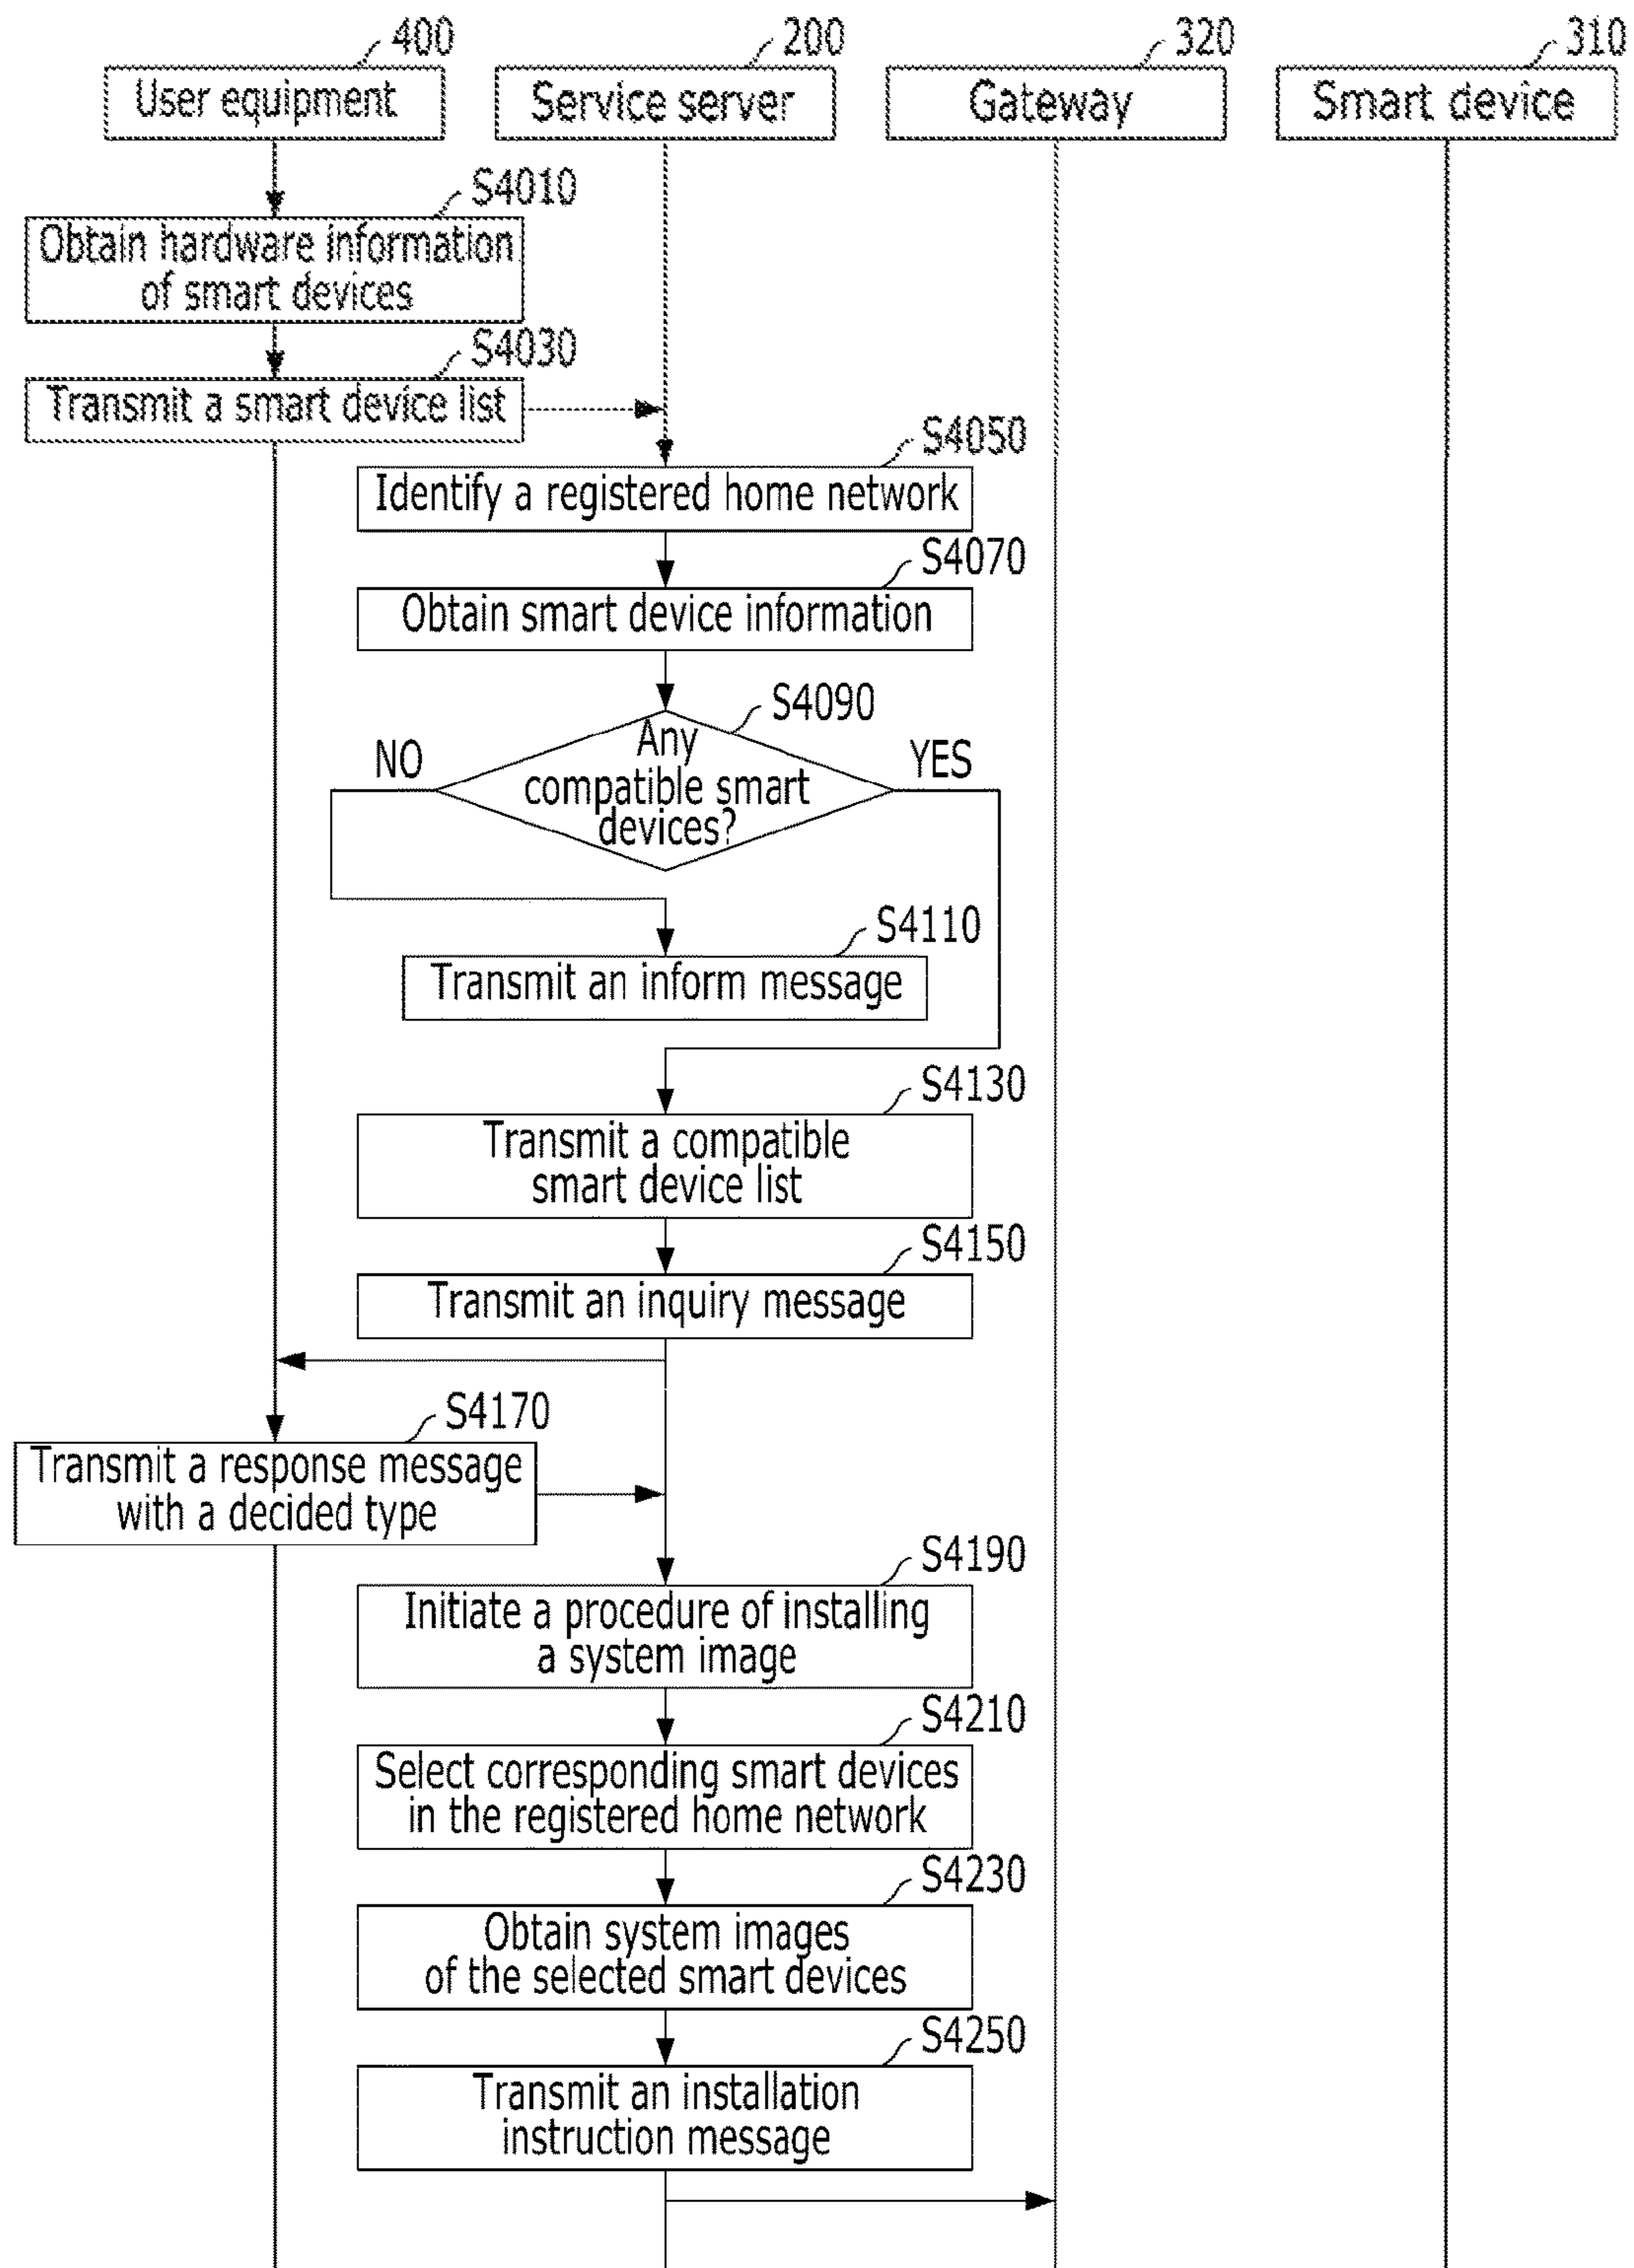 400
200
320
310
User equipment
Service server
Gateway
Smart device
S4010
Obtain hardware information
of smart devices
S4030
Transmit a smart device list
S4050
Identify a registered home network
S4070
Obtain smart device information
S4090
NO
Any
compatible smart
devices?
YES
S4110
Transmit an inform message
S4130
Transmit a compatible
smart device list
S4150
Transmit an inquiry message
S4170
Transmit a response message
with a decided type
S4190
Initiate a procedure of installing
a system image
S4210
Select corresponding smart devices
in the registered home network
S4230
Obtain system images
of the selected smart devices
S4250
Transmit an installation
instruction message